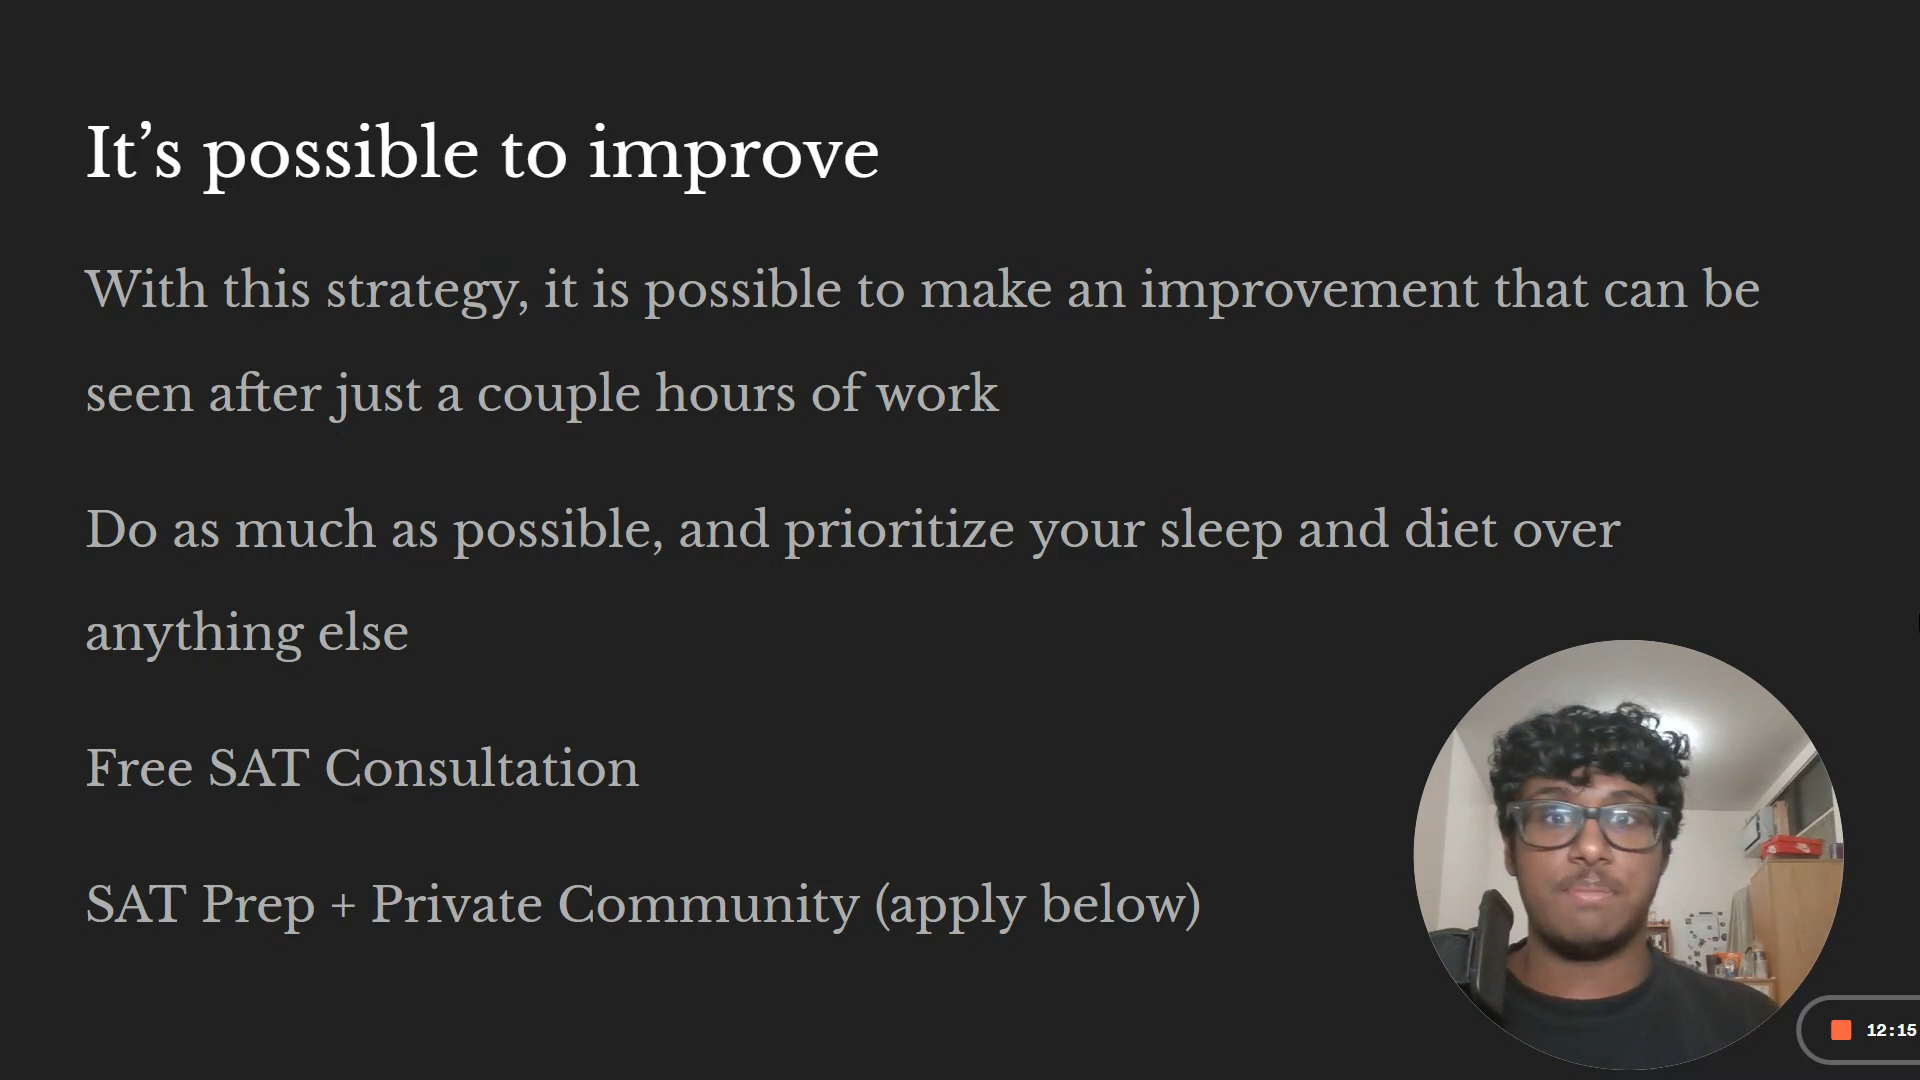 It’s possible to improve
With this strategy, it is possible to make an improvement that can be
seen after just a couple hours of work
Do as much as possible, and prioritize your sleep and diet over
anything else
Free SAT Consultation
SAT Prep + Private Community (apply below)
12:15